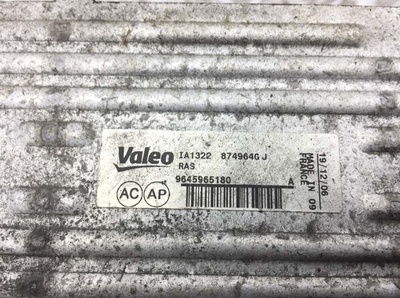 Valeo IA1322 874964G J
RAS
9645965180 A
AC AP
19/12/06
MADE IN 09
FRANCE